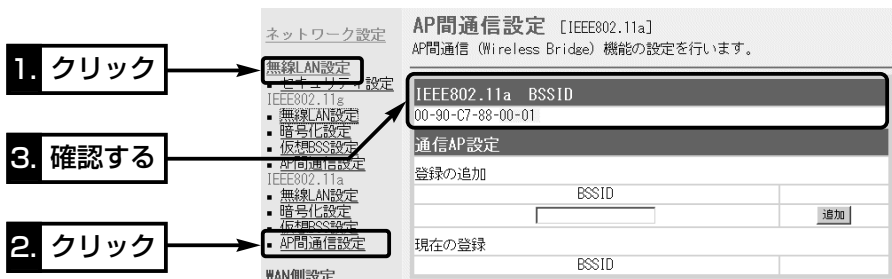 1. クリック
3. 確認する
2. クリック
ネットワーク設定
無線LAN設定
セキュリティ設定
IEEE802.11g
無線LAN設定
暗号化設定
仮想BSS設定
AP間通信設定
IEEE802.11a
無線LAN設定
暗号化設定
仮想BSS設定
AP間通信設定
WAN側設定
AP間通信設定 [IEEE802.11a]
AP間通信 (Wireless Bridge) 機能の設定を行います。
IEEE802.11a BSSID
00-90-C7-88-00-01
通信AP設定
登録の追加
BSSID
追加
現在の登録
BSSID